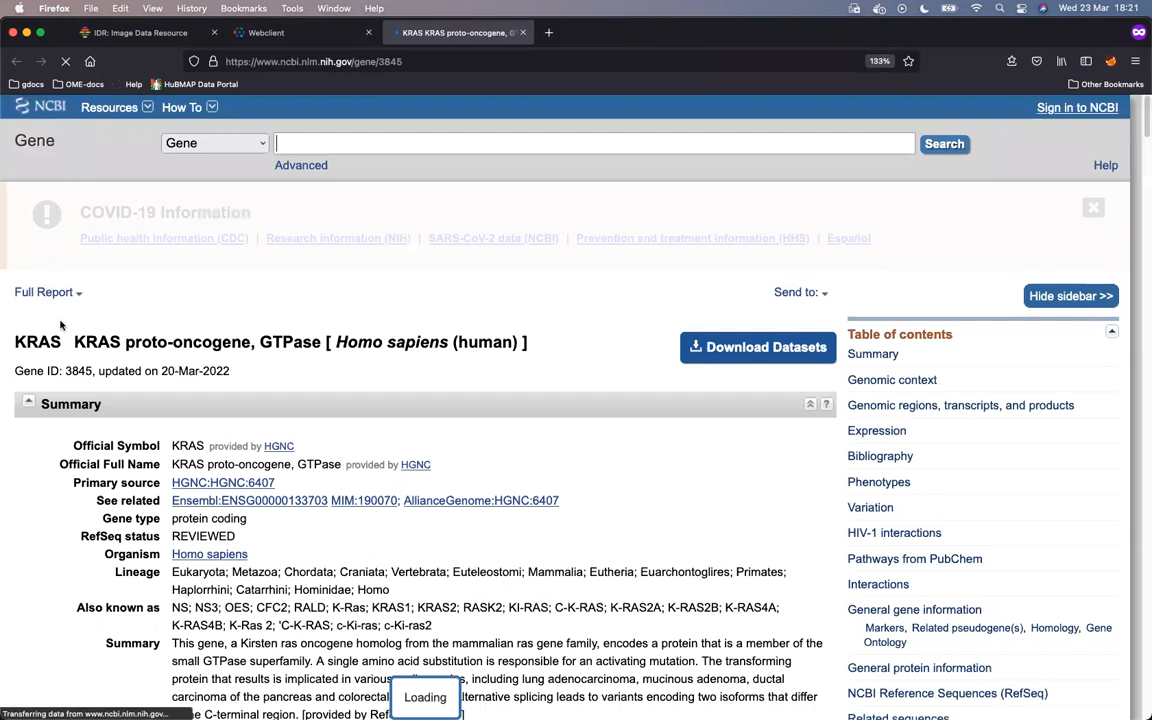 Firefox File Edit View History Bookmarks Tools Window Help Wed 23 Mar 18:21
IDR: Image Data Resource Webclient KRAS KRAS proto-oncogene, G
https://www.ncbi.nlm.nih.gov/gene/3845 133%
gdocs OME-docs Help HuBMAP Data Portal Other Bookmarks
NCBI Resources How To Sign in to NCBI
Gene Gene Search
Advanced Help
COVID-19 Information
Public health information (CDC) | Research information (NIH) | SARS-CoV-2 data (NCBI) | Prevention and treatment information (HHS) | Español
Full Report Send to: Hide sidebar >>
KRAS KRAS proto-oncogene, GTPase [ Homo sapiens (human) ]
Gene ID: 3845, updated on 20-Mar-2022
Download Datasets
Summary
Official Symbol KRAS provided by HGNC
Official Full Name KRAS proto-oncogene, GTPase provided by HGNC
Primary source HGNC:HGNC:6407
See related Ensembl:ENSG00000133703 MIM:190070; AllianceGenome:HGNC:6407
Gene type protein coding
RefSeq status REVIEWED
Organism Homo sapiens
Lineage Eukaryota; Metazoa; Chordata; Craniata; Vertebrata; Euteleostomi; Mammalia; Eutheria; Euarchontoglires; Primates;
Haplorrhini; Catarrhini; Hominidae; Homo
Also known as NS; NS3; OES; CFC2; RALD; K-Ras; KRAS1; KRAS2; RASK2; KI-RAS; C-K-RAS; K-RAS2A; K-RAS2B; K-RAS4A;
K-RAS4B; K-Ras 2; 'C-K-RAS; c-Ki-ras; c-Ki-ras2
Summary This gene, a Kirsten ras oncogene homolog from the mammalian ras gene family, encodes a protein that is a member of the
small GTPase superfamily. A single amino acid substitution is responsible for an activating mutation. The transforming
protein that results is implicated in various including lung adenocarcinoma, mucinous adenoma, ductal
carcinoma of the pancreas and colorectal lternative splicing leads to variants encoding two isoforms that differ
e C-terminal region. [provided by Ref ]
Loading
Transferring data from www.ncbi.nlm.nih.gov...
Table of contents
Summary
Genomic context
Genomic regions, transcripts, and products
Expression
Bibliography
Phenotypes
Variation
HIV-1 interactions
Pathways from PubChem
Interactions
General gene information
Markers, Related pseudogene(s), Homology, Gene
Ontology
General protein information
NCBI Reference Sequences (RefSeq)
Related sequences